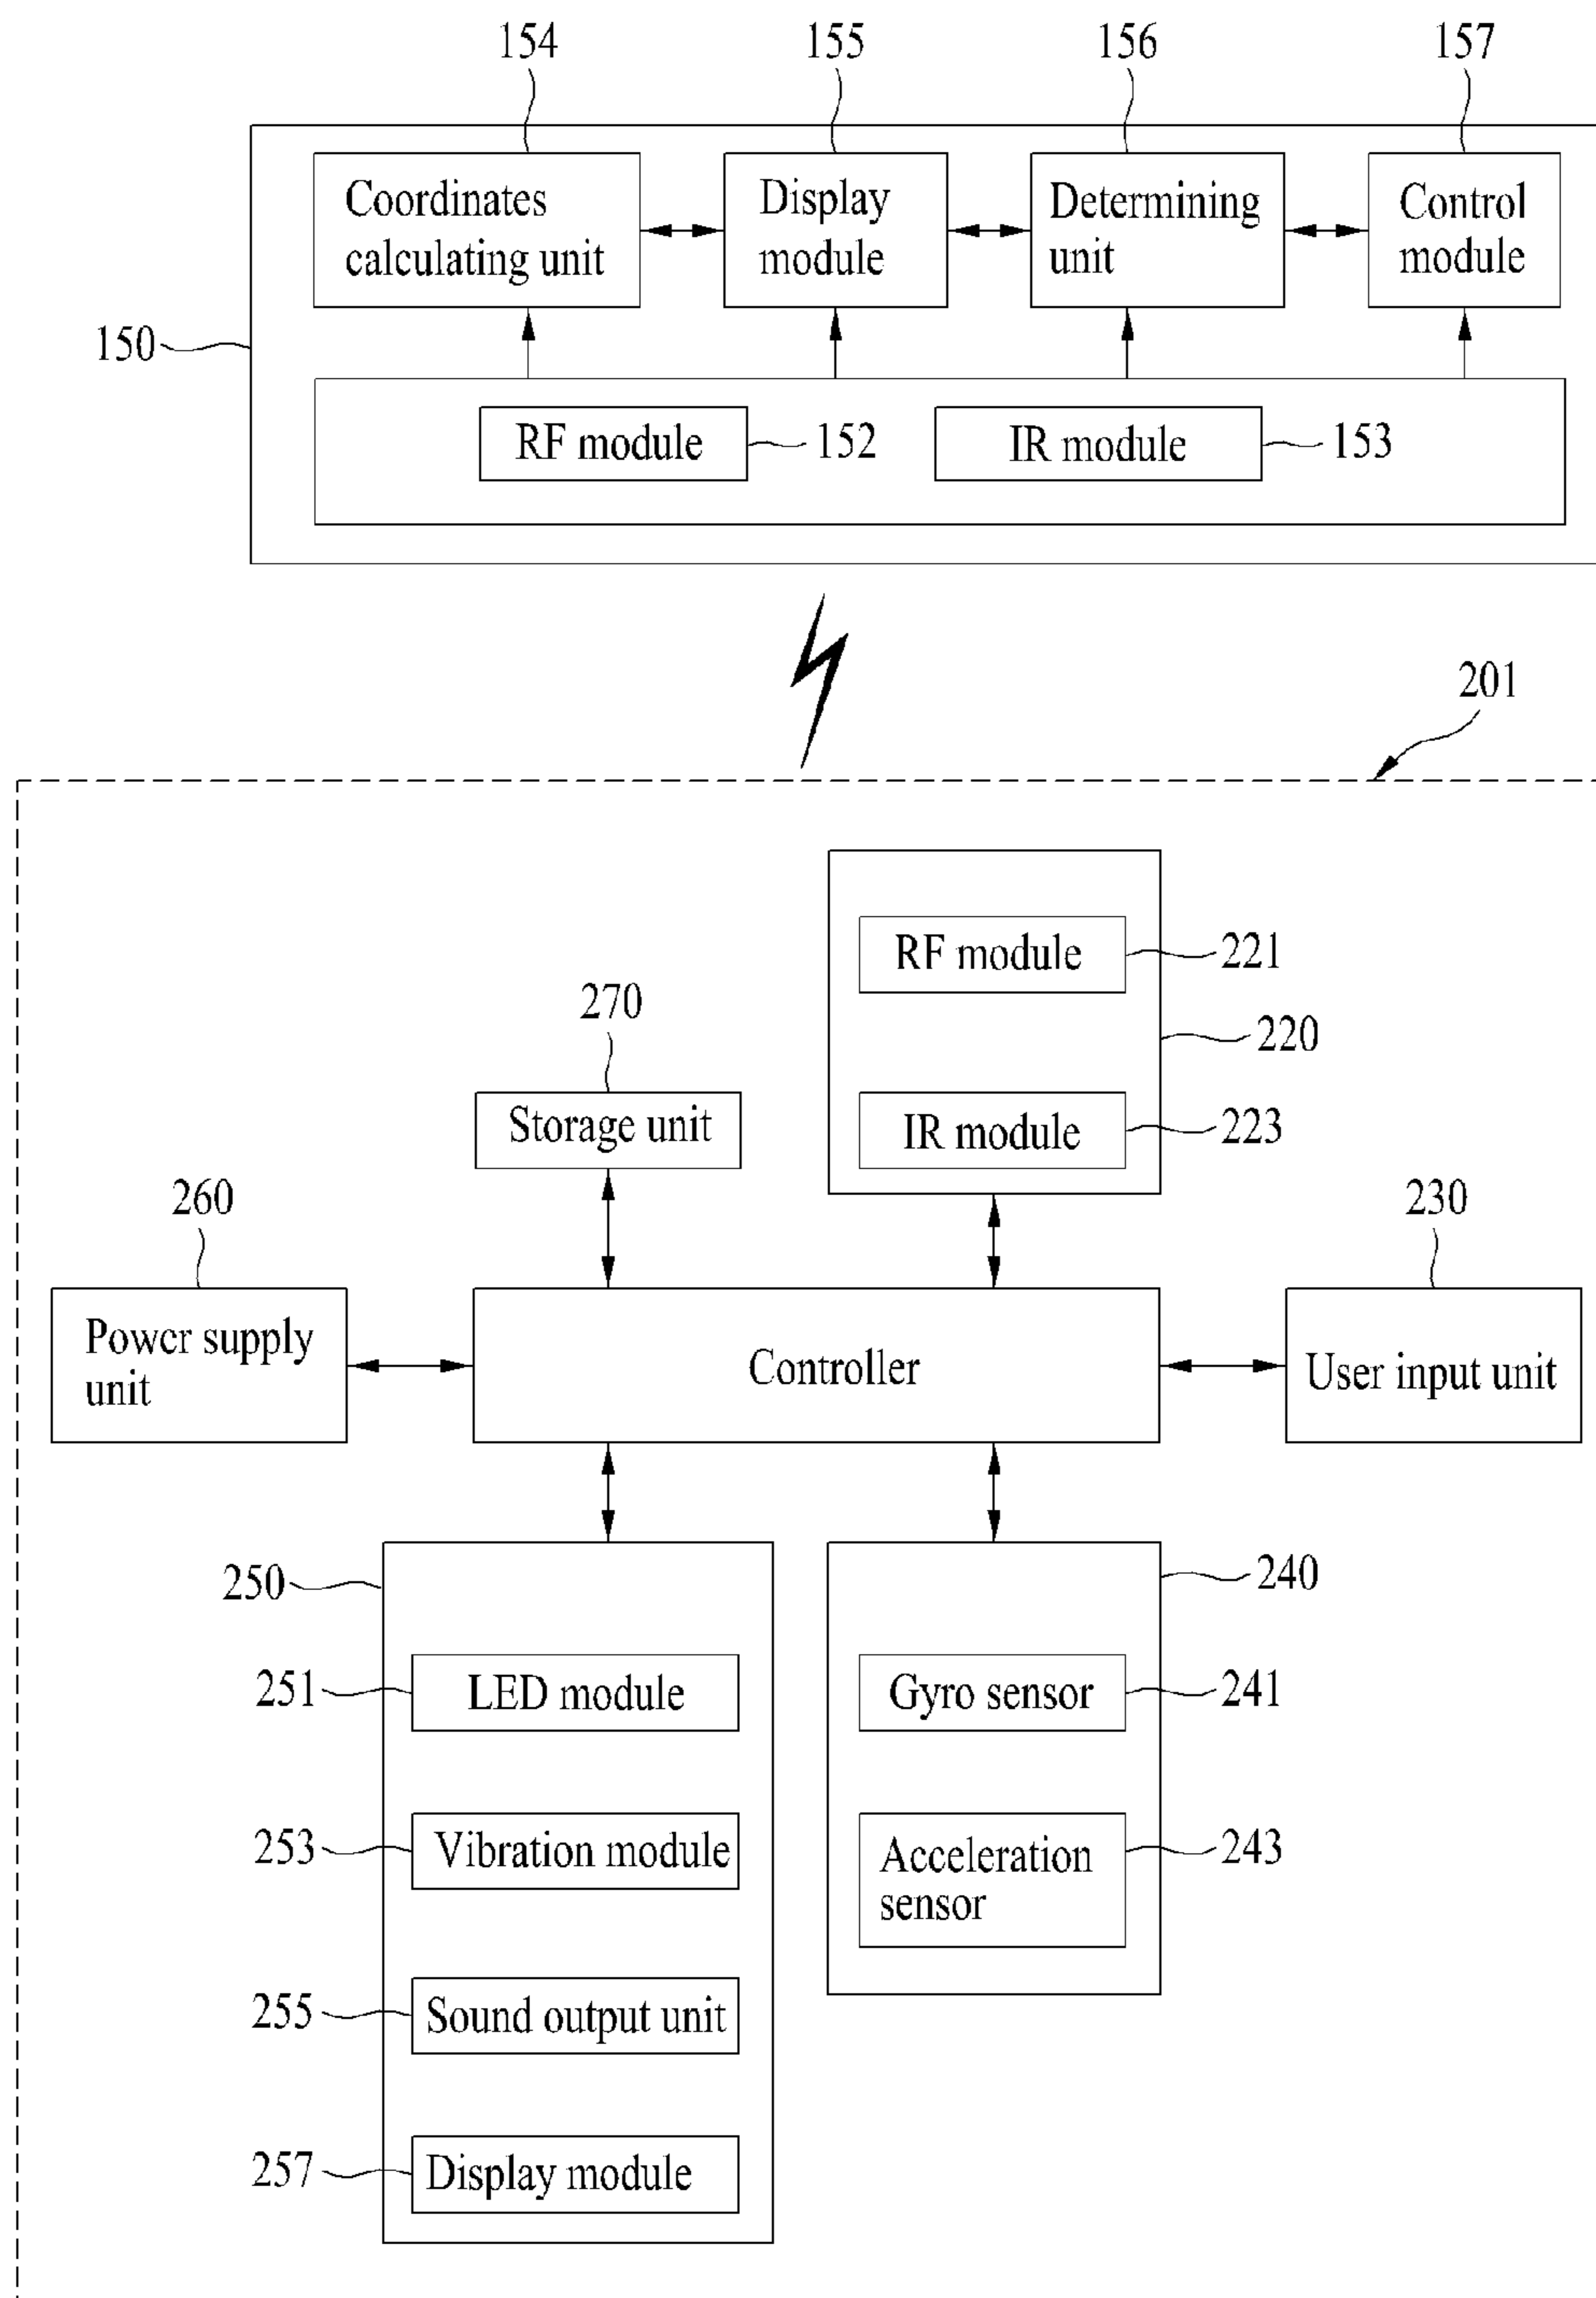 154
155
156
157
Coordinates
calculating unit
Display
module
Determining
unit
Control
module
150
RF module
152
IR module
153
201
RF module
221
220
270
Storage unit
IR module
223
260
230
Power supply
unit
Controller
User input unit
250
240
251
LED module
Gyro sensor
241
253
Vibration module
Acceleration
sensor
243
255
Sound output unit
257
Display module